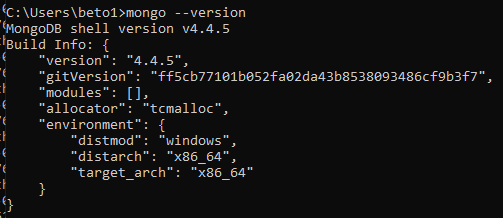 C:\Users\beto1>mongo --version
MongoDB shell version v4.4.5
Build Info: {
    "version": "4.4.5",
    "gitVersion": "ff5cb77101b052fa02da43b8538093486cf9b3f7",
    "modules": [],
    "allocator": "tcmalloc",
    "environment": {
        "distmod": "windows",
        "distarch": "x86_64",
        "target_arch": "x86_64"
    }
}